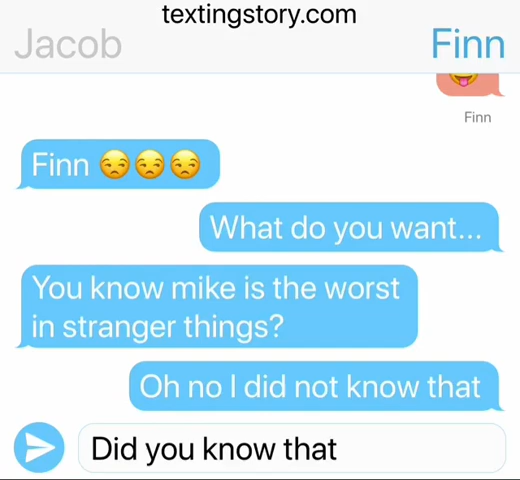 textingstory.com
Jacob
Finn
Finn
Finn 😒😒😒
What do you want...
You know mike is the worst
in stranger things?
Oh no I did not know that
Did you know that